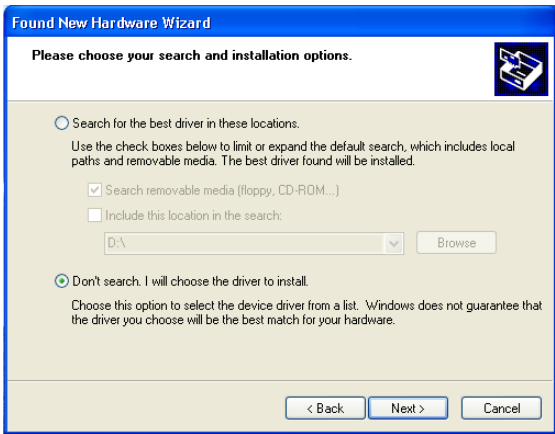 Found New Hardware Wizard
Please choose your search and installation options.
Search for the best driver in these locations.
Use the check boxes below to limit or expand the default search, which includes local
paths and removable media. The best driver found will be installed.
Search removable media (floppy, CD-ROM...)
Include this location in the search:
D:\
Browse
Don't search. I will choose the driver to install.
Choose this option to select the device driver from a list. Windows does not guarantee that
the driver you choose will be the best match for your hardware.
< Back Next > Cancel